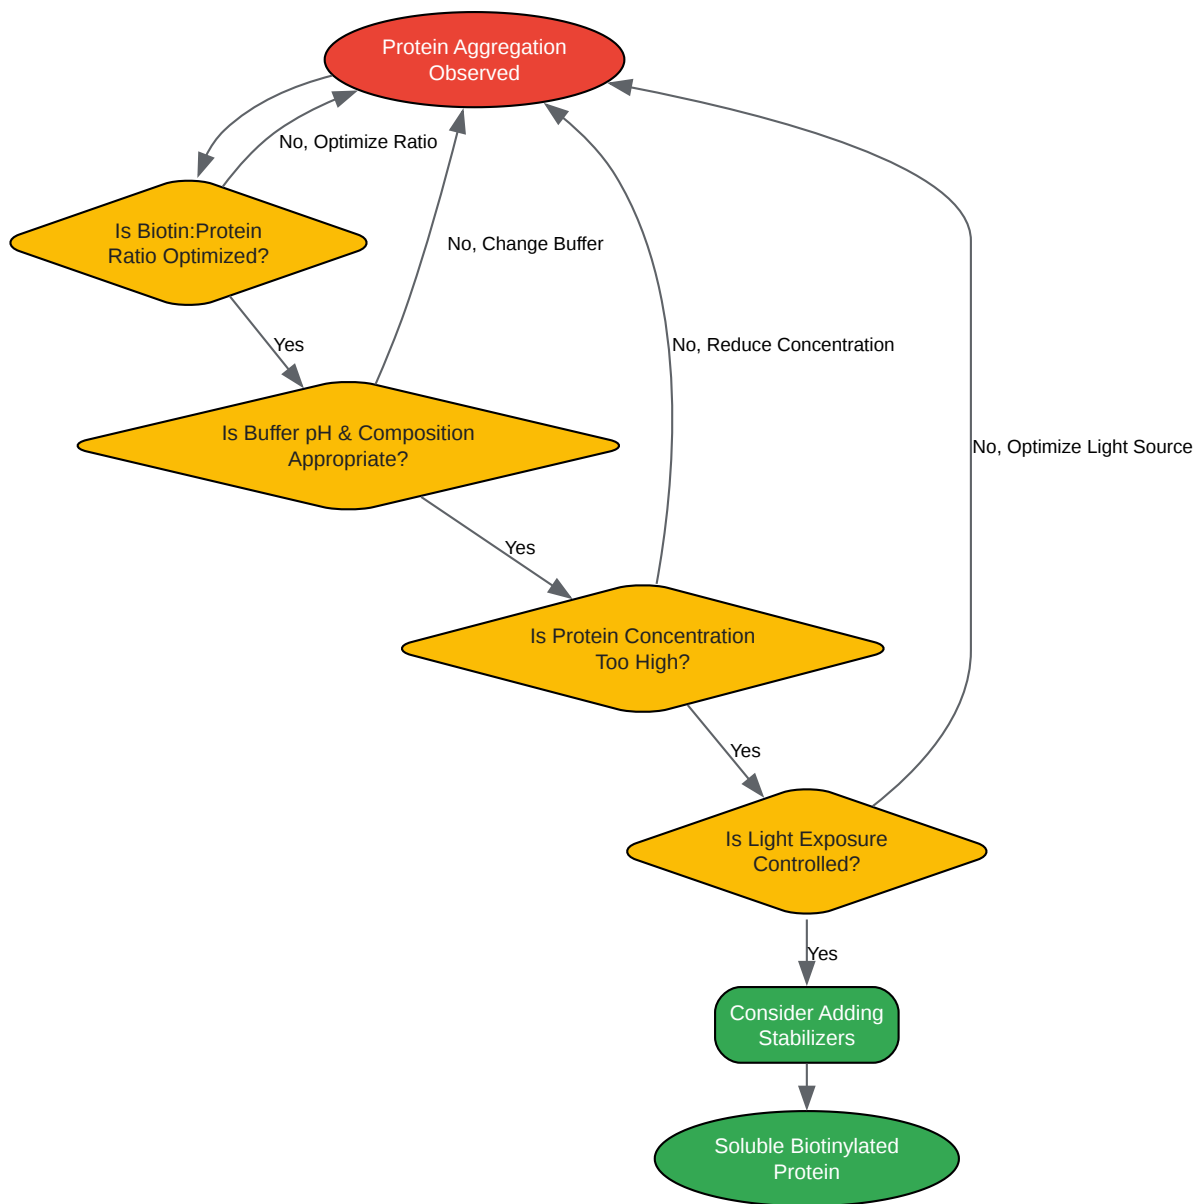 Protein Aggregation
Observed
No, Optimize Ratio
Is Biotin:Protein
Ratio Optimized?
No, Change Buffer
Yes
No, Reduce Concentration
Is Buffer pH & Composition
Appropriate?
No, Optimize Light Source
Yes
Is Protein Concentration
Too High?
Yes
Is Light Exposure
Controlled?
Yes
Consider Adding
Stabilizers
Soluble Biotinylated
Protein